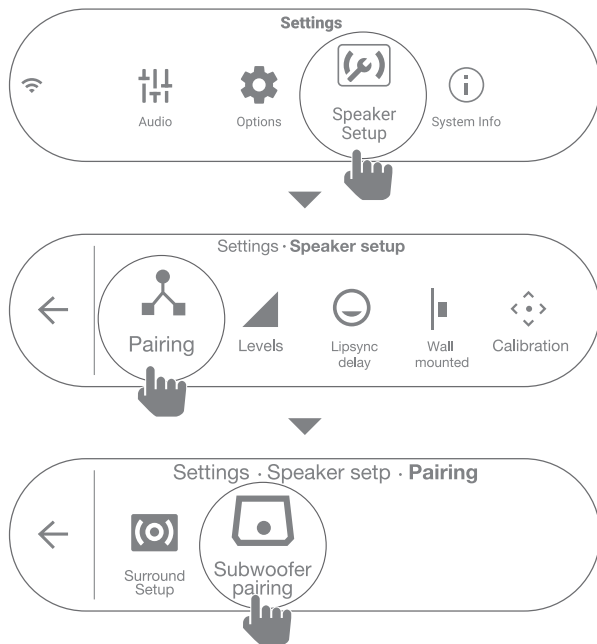 Settings
Audio
Options
Speaker
Setup
System Info
Settings · Speaker setup
Pairing
Levels
Lipsync
delay
Wall
mounted
Calibration
Settings · Speaker setp · Pairing
Surround
Setup
Subwoofer
pairing